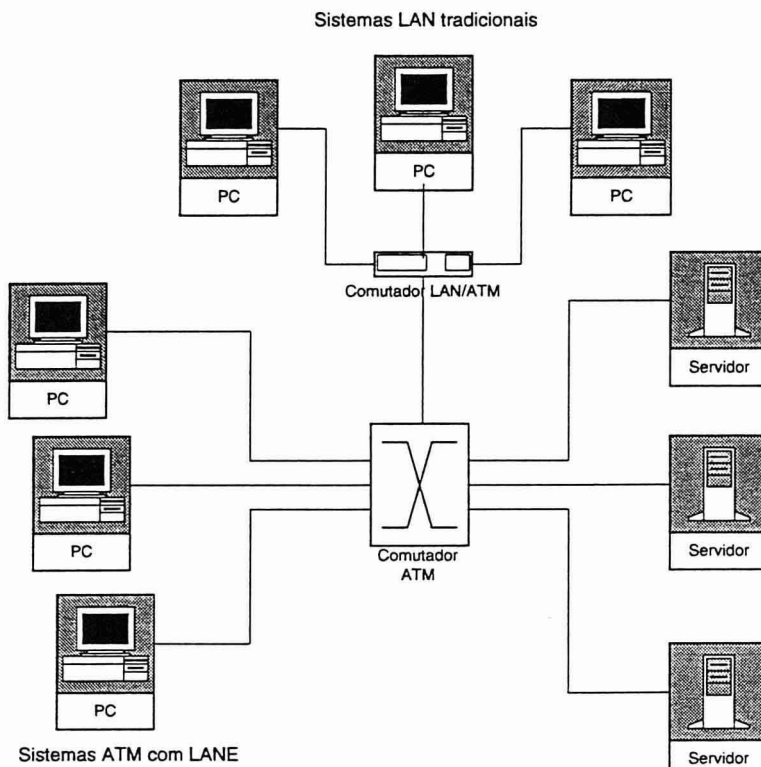 Sistemas LAN tradicionais
PC
PC
PC
Comutador LAN/ATM
PC
Servidor
PC
Servidor
Comutador
ATM
PC
Servidor
Sistemas ATM com LANE